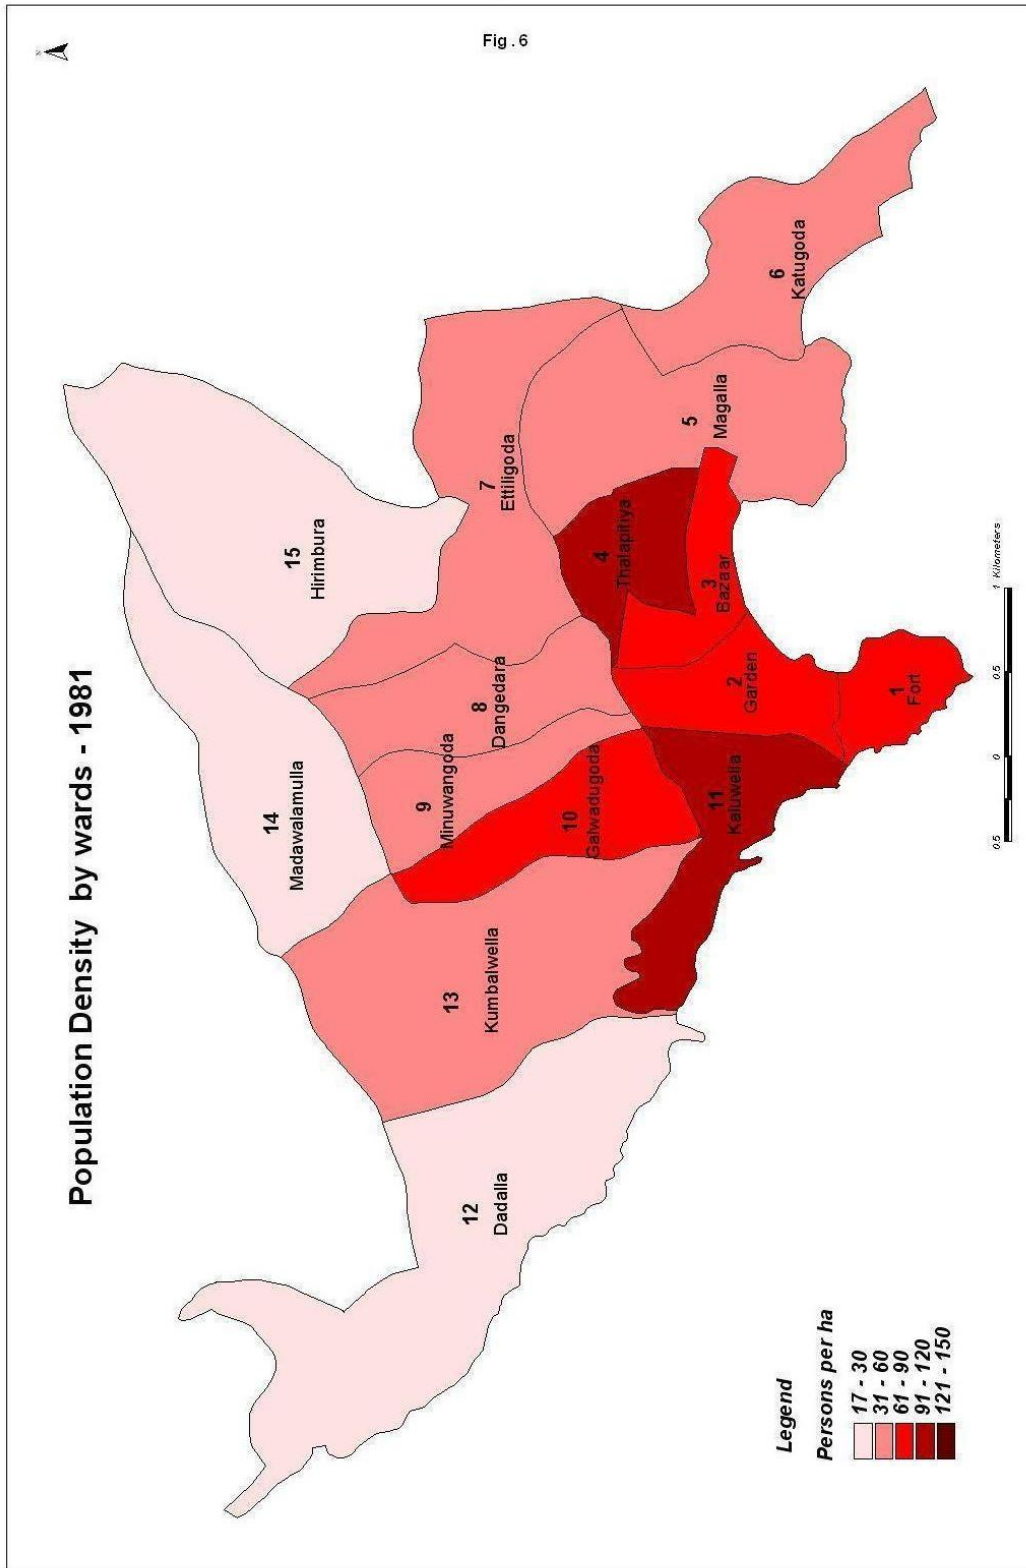 Fig . 6
Population Density by wards - 1981
15
Hirimbura
14
Madawalamulla
7
Ettiligoda
6
Katugoda
5
Magalla
4
Thalapitiya
3
Bazaar
8
Dangedara
9
Minuwangoda
2
Garden
1
Fort
10
Galwadugoda
11
Kaluwella
13
Kumbalwella
12
Dadalla
Legend
Persons per ha
17 - 30
31 - 60
61 - 90
91 - 120
121 - 150
0.5 0 0.5 1 Kilometers